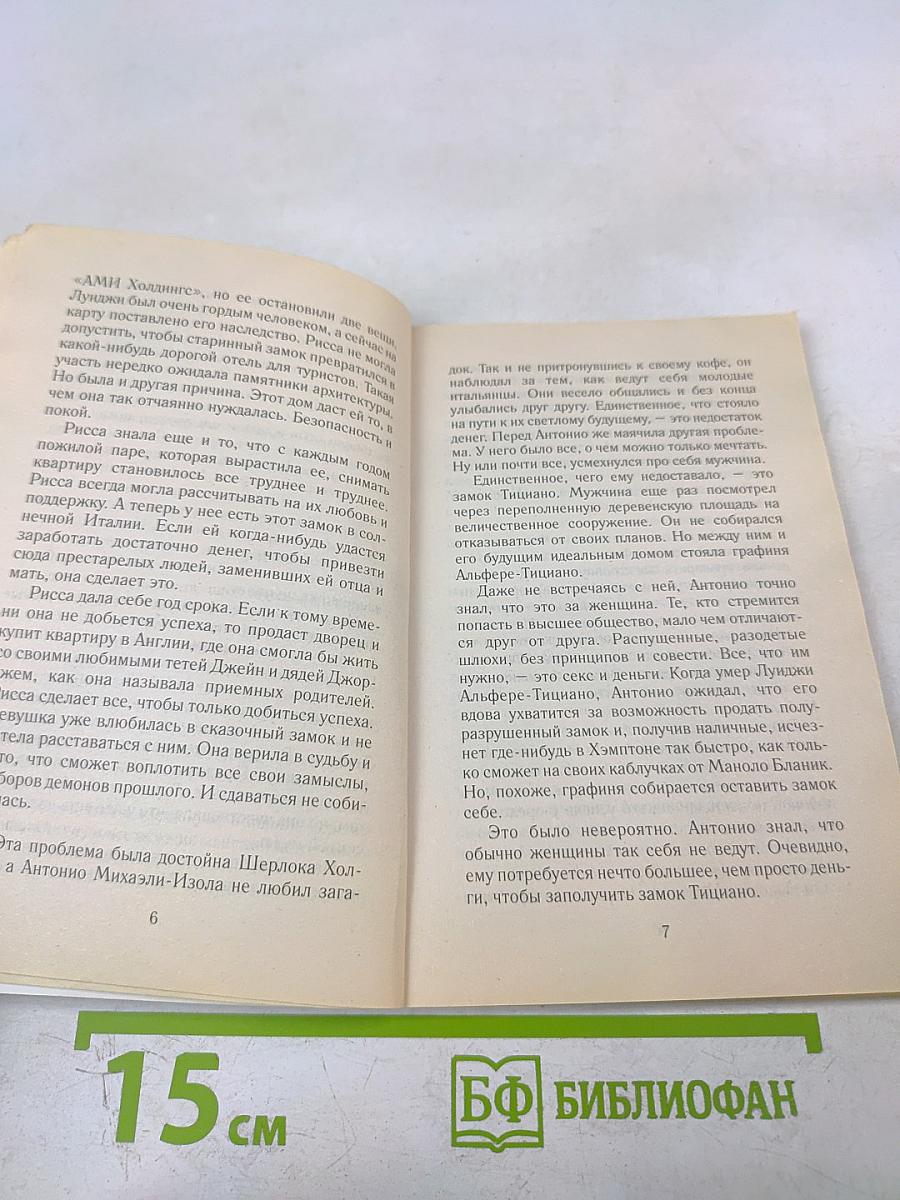 «АМИ Холдингс», но ее остановили две вещи.
Луиджи был очень гордым человеком, а сейчас на
карту поставлено его наследство. Рисса не могла
допустить, чтобы старинный замок превратился в
какой-нибудь дорогой отель для туристов. Такая
участь нередко ожидала памятники архитектуры.
Но была и другая причина. Этот дом даст ей то, в
чем она так отчаянно нуждалась. Безопасность и
покой.
Рисса знала еще и то, что с каждым годом
пожилой паре, которая вырастила ее, снимать
квартиру становилось все труднее и труднее.
Рисса всегда могла рассчитывать на их любовь и
поддержку. А теперь у нее есть этот замок в сол-
нечной Италии. Если ей когда-нибудь удастся
заработать достаточно денег, чтобы привезти
сюда престарелых людей, заменивших ей отца и
мать, она сделает это.
Рисса дала себе год срока. Если к тому време-
ни она не добьется успеха, то продаст дворец и
купит квартиру в Англии, где она смогла бы жить
со своими любимыми тетей Джейн и дядей Джор-
жем, как она называла приемных родителей.
Рисса сделает все, чтобы только добиться успеха.
евушка уже влюбилась в сказочный замок и не
тела расставаться с ним. Она верила в судьбу и
то, что сможет воплотить все свои замыслы,
боров демонов прошлого. И сдаваться не соби-
лась.
Эта проблема была достойна Шерлока Хол-
а Антонио Михаэли-Изола не любил зага-
6
док. Так и не притронувшись к своему кофе, он
наблюдал за тем, как ведут себя молодые
итальянцы. Они весело общались и без конца
улыбались друг другу. Единственное, что стояло
на пути к их светлому будущему, — это недостаток
денег. Перед Антонио же маячила другая пробле-
ма. У него было все, о чем можно только мечтать.
Ну или почти все, усмехнулся про себя мужчина.
Единственное, чего ему недоставало, — это
замок Тициано. Мужчина еще раз посмотрел
через переполненную деревенскую площадь на
величественное сооружение. Он не собирался
отказываться от своих планов. Но между ним и
его будущим идеальным домом стояла графиня
Альфере-Тициано.
Даже не встречаясь с ней, Антонио точно
знал, что это за женщина. Те, кто стремится
попасть в высшее общество, мало чем отличают-
ся друг от друга. Распущенные, разодетые
шлюхи, без принципов и совести. Все, что им
нужно, — это секс и деньги. Когда умер Луиджи
Альфере-Тициано, Антонио ожидал, что его
вдова ухватится за возможность продать полу-
разрушенный замок и, получив наличные, исчез-
нет где-нибудь в Хэмптоне так быстро, как толь-
ко сможет на своих каблучках от Маноло Бланик.
Но, похоже, графиня собирается оставить замок
себе.
Это было невероятно. Антонио знал, что
обычно женщины так себя не ведут. Очевидно,
ему потребуется нечто большее, чем просто день-
ги, чтобы заполучить замок Тициано.
7
15 см
БФ БИБЛИОФАН